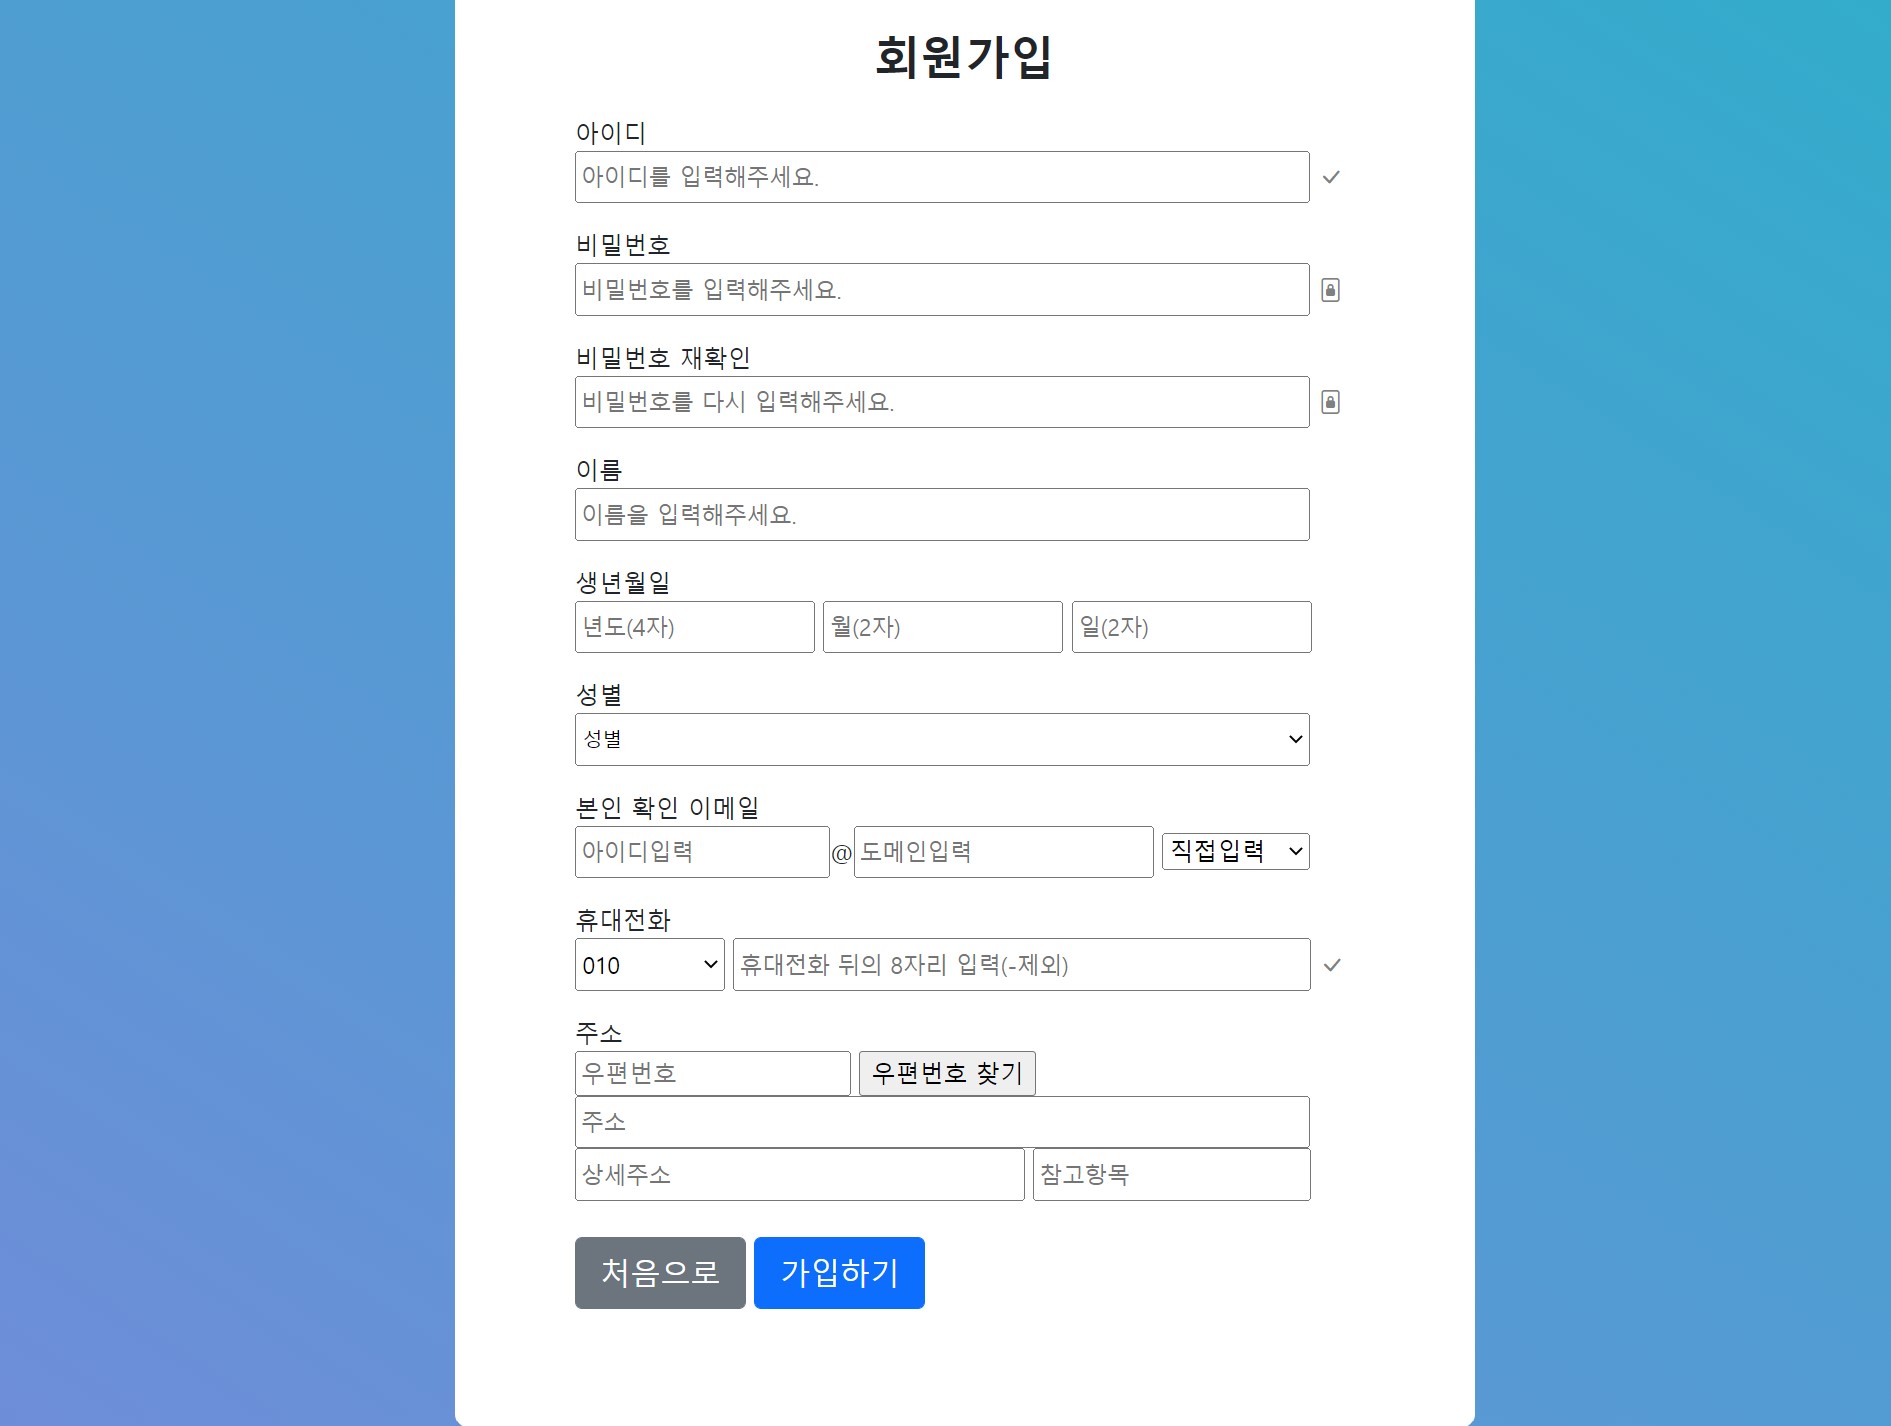 회원가입
아이디
아이디를 입력해주세요.
비밀번호
비밀번호를 입력해주세요.
비밀번호 재확인
비밀번호를 다시 입력해주세요.
이름
이름을 입력해주세요.
생년월일
년도(4자) 월(2자) 일(2자)
성별
성별
본인 확인 이메일
아이디입력 @ 도메인입력 직접입력
휴대전화
010 휴대전화 뒤의 8자리 입력(-제외)
주소
우편번호 우편번호 찾기
주소
상세주소 참고항목
처음으로 가입하기